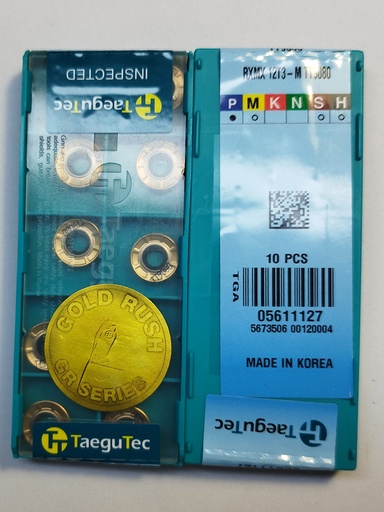 TaeguTec
INSPECTED
GOLD RUSH
GR SERIES
TaeguTec
RXMX 12T3-M TT9080
P M K N S H
10 PCS
TGA
05611127
5673506 00120004
MADE IN KOREA
TaeguTec